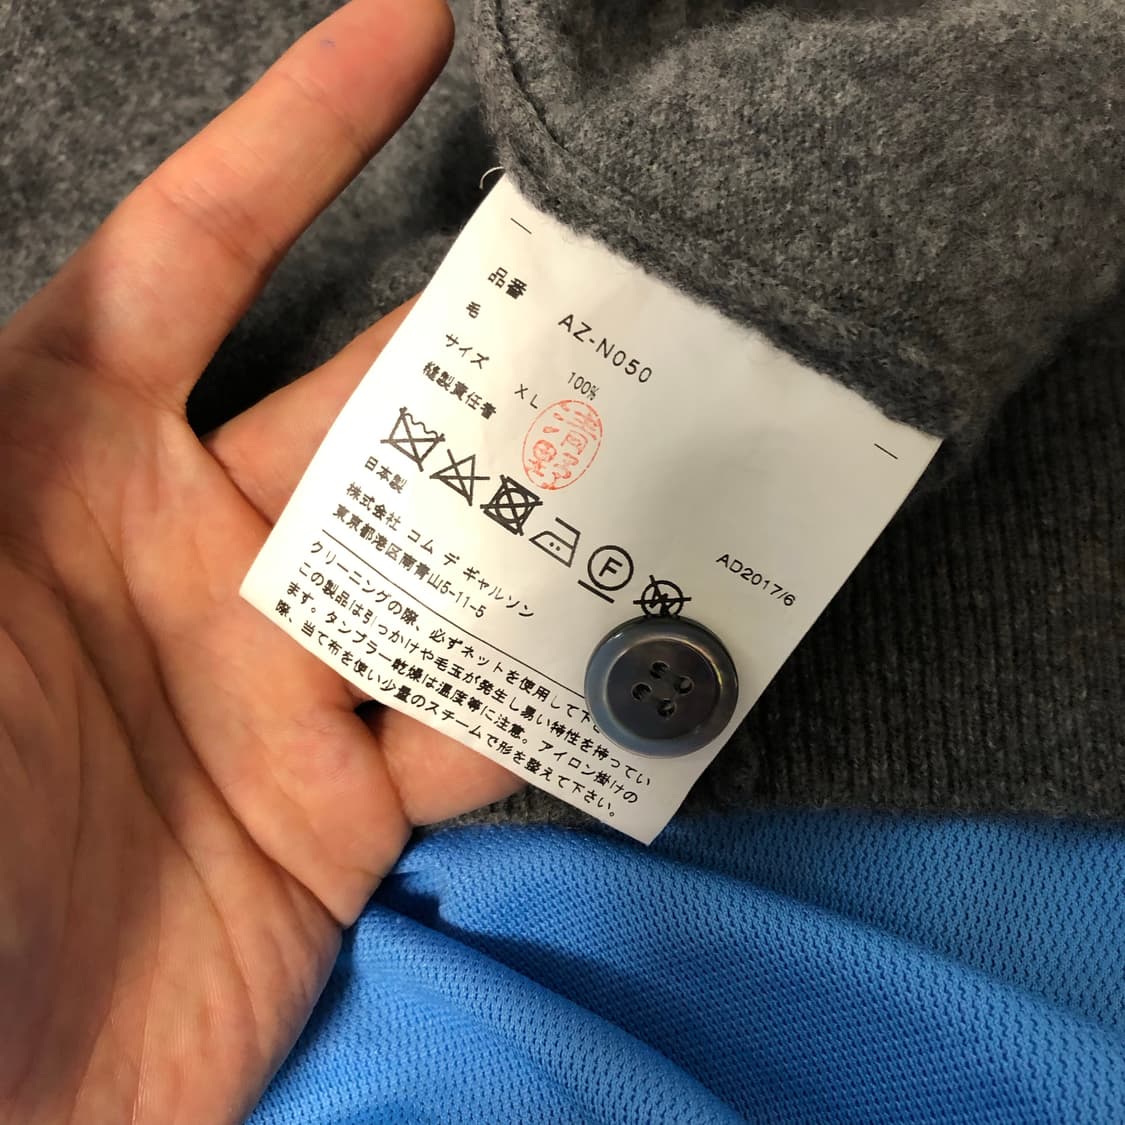 品番 AZ-N050
毛 100%
サイズ XL
縫製責任者
F
W
日本製
株式会社 コム デ ギャルソン
東京都港区南青山5-11-5
AD2017/6
クリーニングの際、必ずネットを使用して下さ
この製品は引っかけや毛玉が発生し易い特性を持ってい
ます。タンブラー乾燥は温度等に注意。アイロン掛けの
際、当て布を使い少量のスチームで形を整えて下さい。